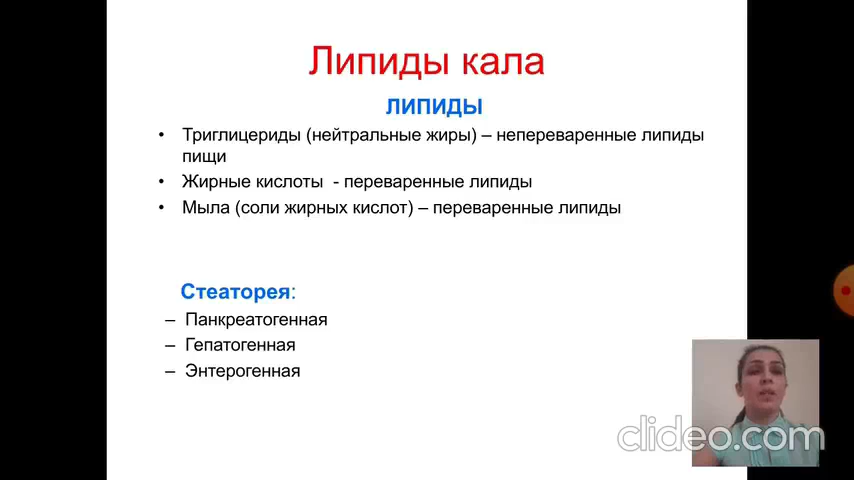 Липиды кала
ЛИПИДЫ
• Триглицериды (нейтральные жиры) – непереваренные липиды
пищи
• Жирные кислоты - переваренные липиды
• Мыла (соли жирных кислот) – переваренные липиды
Стеаторея:
– Панкреатогенная
– Гепатогенная
– Энтерогенная
clideo.com